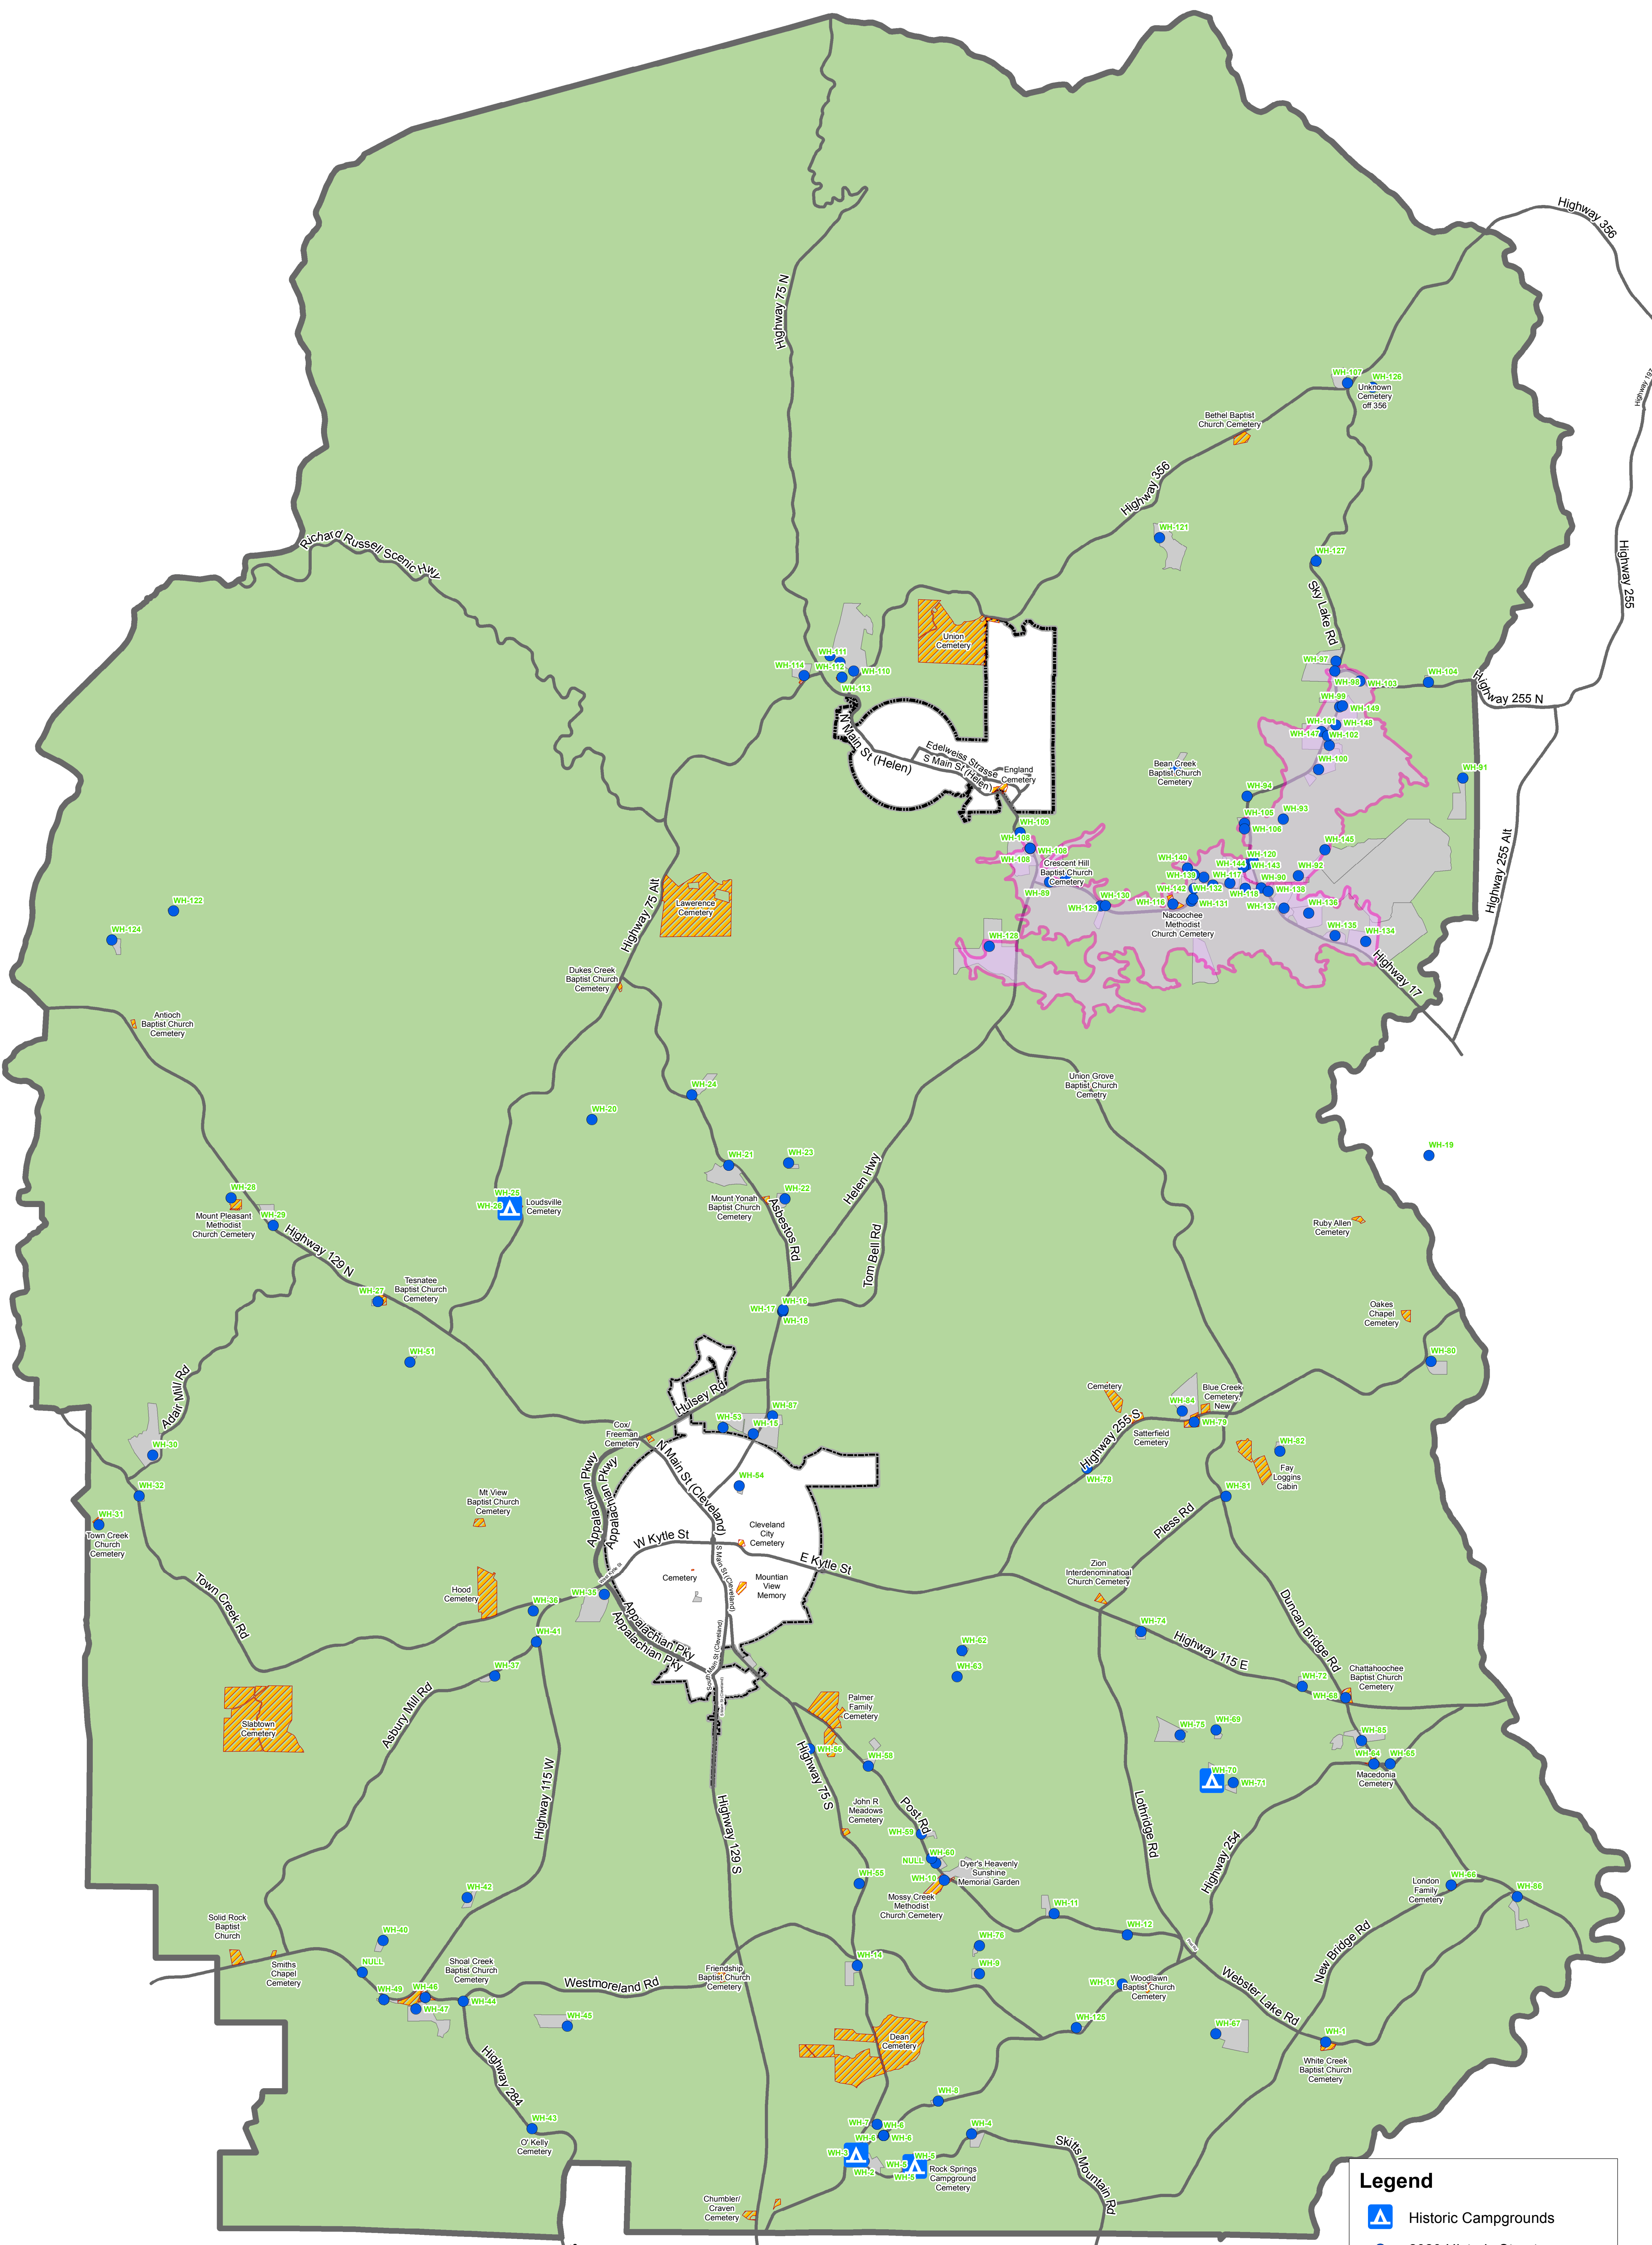 Highway 356
Highway 197
Highway 75 N
WH-107
WH-126
Unknown
Cemetery
off 356
Bethel Baptist
Church Cemetery
Highway 356
WH-121
Richard Russell Scenic Hwy
Highway 255
WH-127
Sky Lake Rd
Union
Cemetery
WH-111
WH-114
WH-112
WH-110
WH-113
WH-97
WH-98
WH-103
WH-104
Highway 255 N
WH-99
WH-149
N Main St (Helen)
WH-101
WH-148
WH-147
WH-102
Edelweiss Strasse
S Main St (Helen)
England
Cemetery
Bean Creek
Baptist Church
Cemetery
WH-100
WH-91
WH-94
WH-105
WH-93
WH-106
WH-109
WH-108
WH-108
WH-108
WH-145
Highway 255 Alt
Crescent Hill
Baptist Church
Cemetery
WH-140
WH-120
WH-144
WH-143
WH-92
WH-139
WH-117
WH-89
WH-142
WH-132
WH-90
WH-118
WH-138
WH-130
WH-129
WH-116
WH-131
WH-137
WH-136
Nacoochee
Methodist
Church Cemetery
WH-135
WH-134
WH-128
Highway 17
Highway 75 Alt
Lawerence
Cemetery
WH-122
WH-124
Dukes Creek
Baptist Church
Cemetery
Antioch
Baptist Church
Cemetery
Union Grove
Baptist Church
Cemetry
WH-24
WH-20
WH-19
WH-21
WH-23
WH-22
Helen Hwy
Mount Yonah
Baptist Church
Cemetery
Asbestos Rd
WH-28
WH-25
WH-26
Loudsville
Cemetery
Mount Pleasant
Methodist
Church Cemetery
WH-29
Ruby Allen
Cemetery
Highway 129 N
Tom Bell Rd
Tesnatee
Baptist Church
Cemetery
WH-27
WH-16
WH-17
WH-18
Oakes
Chapel
Cemetery
WH-51
WH-80
Adair Mill Rd
Hulsey Rd
Cemetery
Blue Creek
Cemetery,
New
WH-84
WH-79
Highway 255 S
Satterfield
Cemetery
WH-87
WH-53
WH-15
Cox/
Freeman
Cemetery
WH-30
N Main St (Cleveland)
WH-82
Fay
Loggins
Cabin
WH-78
WH-54
WH-32
WH-81
Appalachian Pkwy
Appalachian Pkwy
Mt View
Baptist Church
Cemetery
WH-31
Town Creek
Church
Cemetery
Pless Rd
Cleveland
City
Cemetery
W Kytle St
E Kytle St
S Main St (Cleveland)
Zion
Interdenominatioal
Church Cemetery
Town Creek Rd
Hood
Cemetery
Cemetery
Mountian
View
Memory
WH-35
WH-36
Duncan Bridge Rd
Appalachian Pky
Appalachian Pky
WH-41
WH-74
Highway 115 E
South Main St (Cleveland)
WH-62
WH-63
WH-37
WH-72
WH-68
Chattahoochee
Baptist Church
Cemetery
Slabtown
Cemetery
Asbury Mill Rd
Palmer
Family
Cemetery
WH-75
WH-69
WH-85
WH-56
WH-58
WH-64
WH-65
Macedonia
Cemetery
WH-70
WH-71
Highway 75 S
Highway 115 W
Highway 129 S
John R
Meadows
Cemetery
Post Rd
WH-59
Lothridge Rd
Highway 254
WH-60
NULL
WH-10
Dyer's Heavenly
Sunshine
Memorial Garden
WH-55
Mossy Creek
Methodist
Church Cemetery
London
Family
Cemetery
WH-66
WH-86
WH-42
WH-11
WH-12
Solid Rock
Baptist
Church
WH-40
WH-76
New Bridge Rd
Smiths
Chapel
Cemetery
NULL
Shoal Creek
Baptist Church
Cemetery
Friendship
Baptist Church
Cemetery
WH-14
WH-9
WH-13
Woodlawn
Baptist Church
Cemetery
Westmoreland Rd
WH-49
WH-46
WH-47
WH-44
WH-45
Webster Lake Rd
WH-125
WH-67
WH-1
White Creek
Baptist Church
Cemetery
Dean
Cemetery
Highway 284
WH-8
WH-43
O' Kelly
Cemetery
WH-7
WH-6
WH-6
WH-6
WH-4
Skitts Mountain Rd
WH-3
WH-2
WH-5
WH-5
WH-5
Rock Springs
Campground
Cemetery
Chumbler/
Craven
Cemetery
Legend
Historic Campgrounds